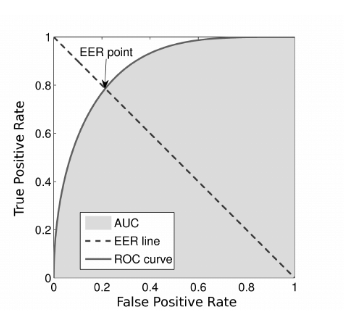 EER point
True Positive Rate
1
0.8
0.6
0.4
0.2
0
AUC
EER line
ROC curve
0 0.2 0.4 0.6 0.8 1
False Positive Rate